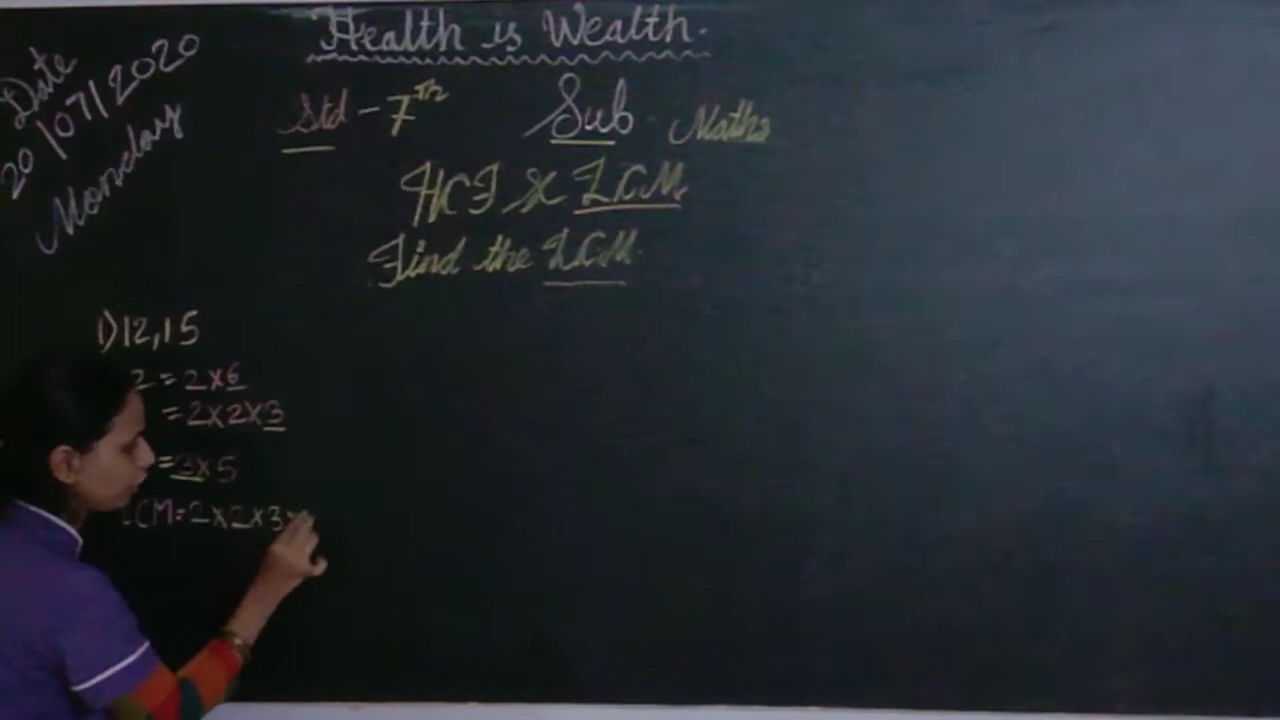 Health is Wealth.
Date
20/07/2020
Monday
Std - 7th Sub - Maths
HCF & LCM
Find the LCM.
1) 12, 15
2 = 2×6
= 2×2×3
= 3×5
CM = 2×2×3×